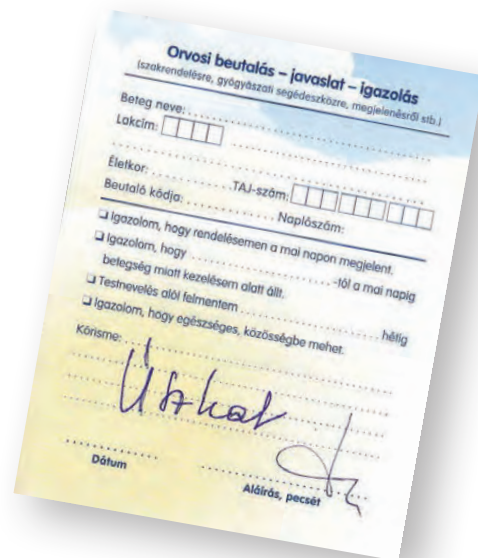 Orvosi beutalás – javaslat – igazolás
(szakrendelésre, gyógyászati segédeszközre, megjelenésről stb.)
Beteg neve:
Lakcím:
Életkor: TAJ-szám:
Beutaló kódja: Naplószám:
❑ Igazolom, hogy rendelésemen a mai napon megjelent.
❑ Igazolom, hogy -tól a mai napig
betegség miatt kezelésem alatt állt.
❑ Testnevelés alól felmentem hétig
❑ Igazolom, hogy egészséges, közösségbe mehet.
Kórisme:
Úszhat
Dátum
Aláírás, pecsét